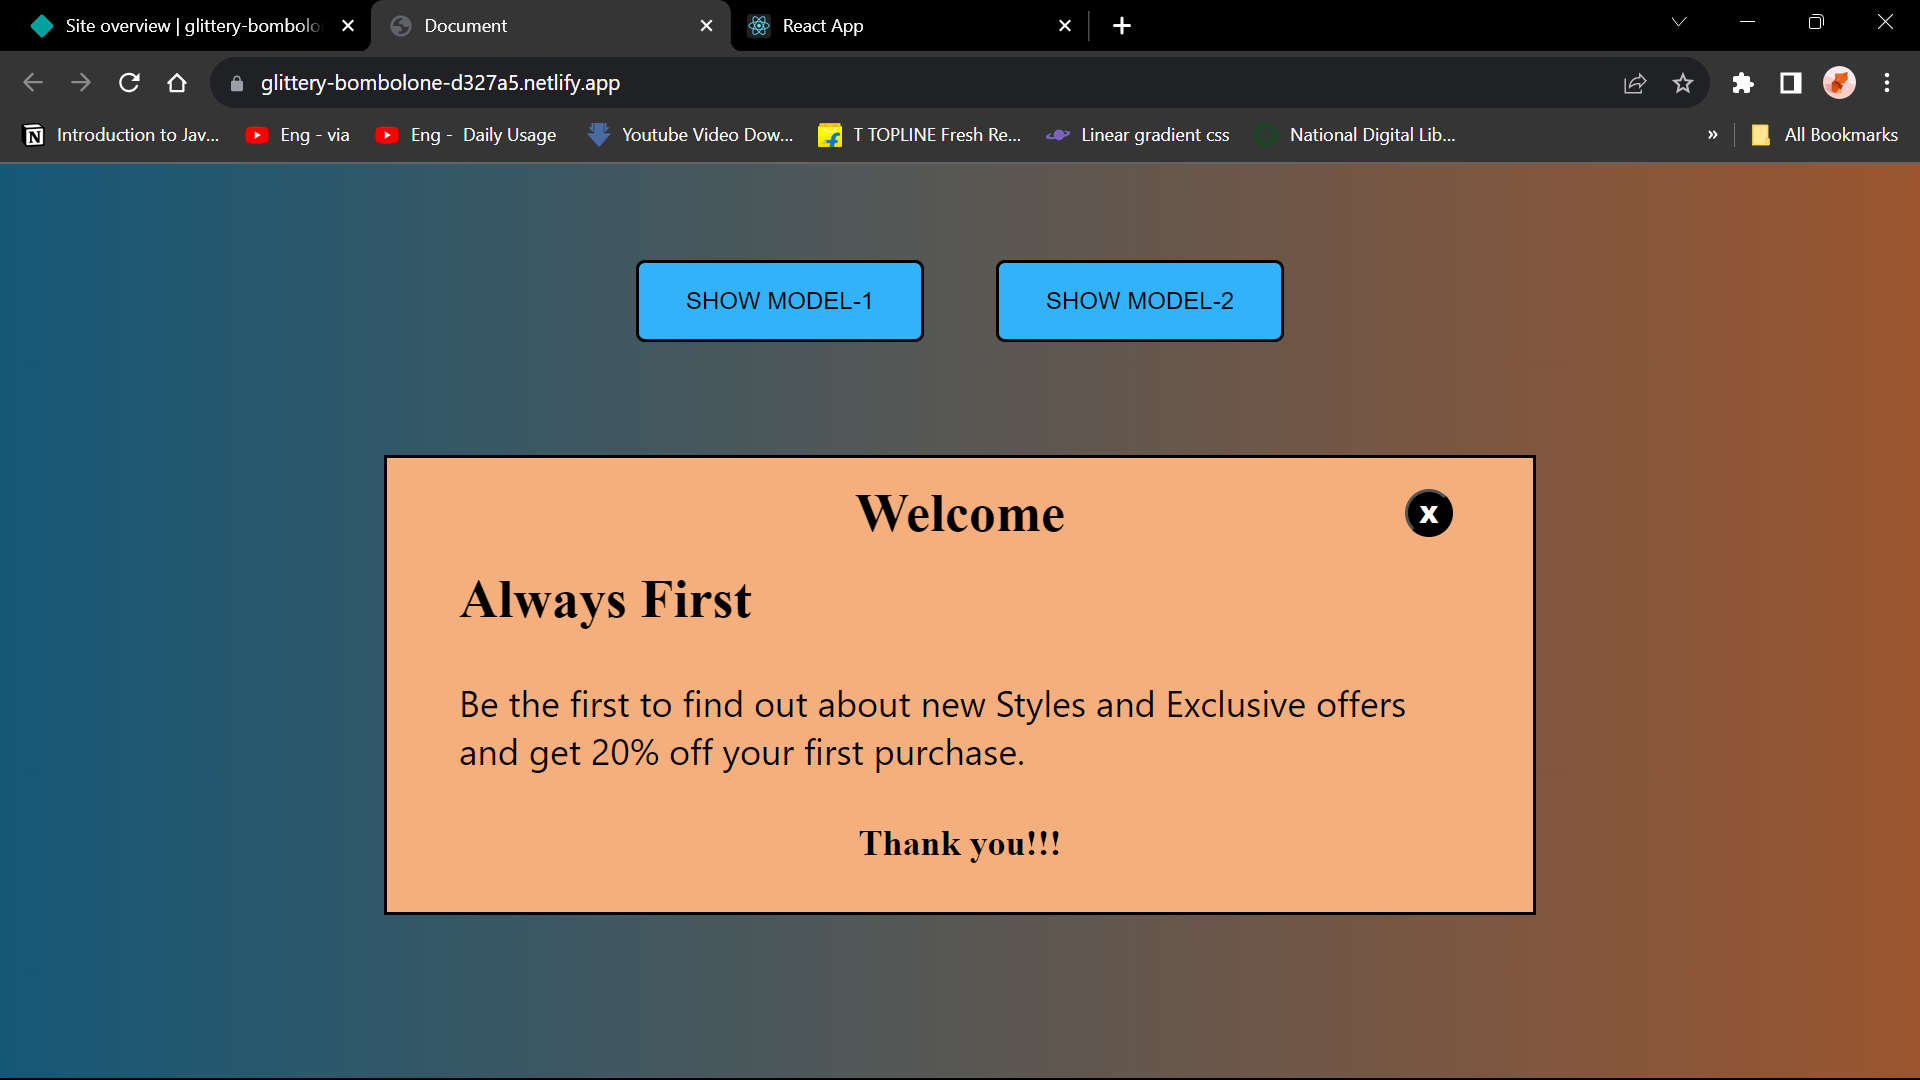 Site overview | glittery-bombolo
Document
React App
glittery-bombolone-d327a5.netlify.app
Introduction to Jav...
Eng - via
Eng - Daily Usage
Youtube Video Dow...
T TOPLINE Fresh Re...
Linear gradient css
National Digital Lib...
»
All Bookmarks
SHOW MODEL-1
SHOW MODEL-2
Welcome
x
Always First
Be the first to find out about new Styles and Exclusive offers
and get 20% off your first purchase.
Thank you!!!